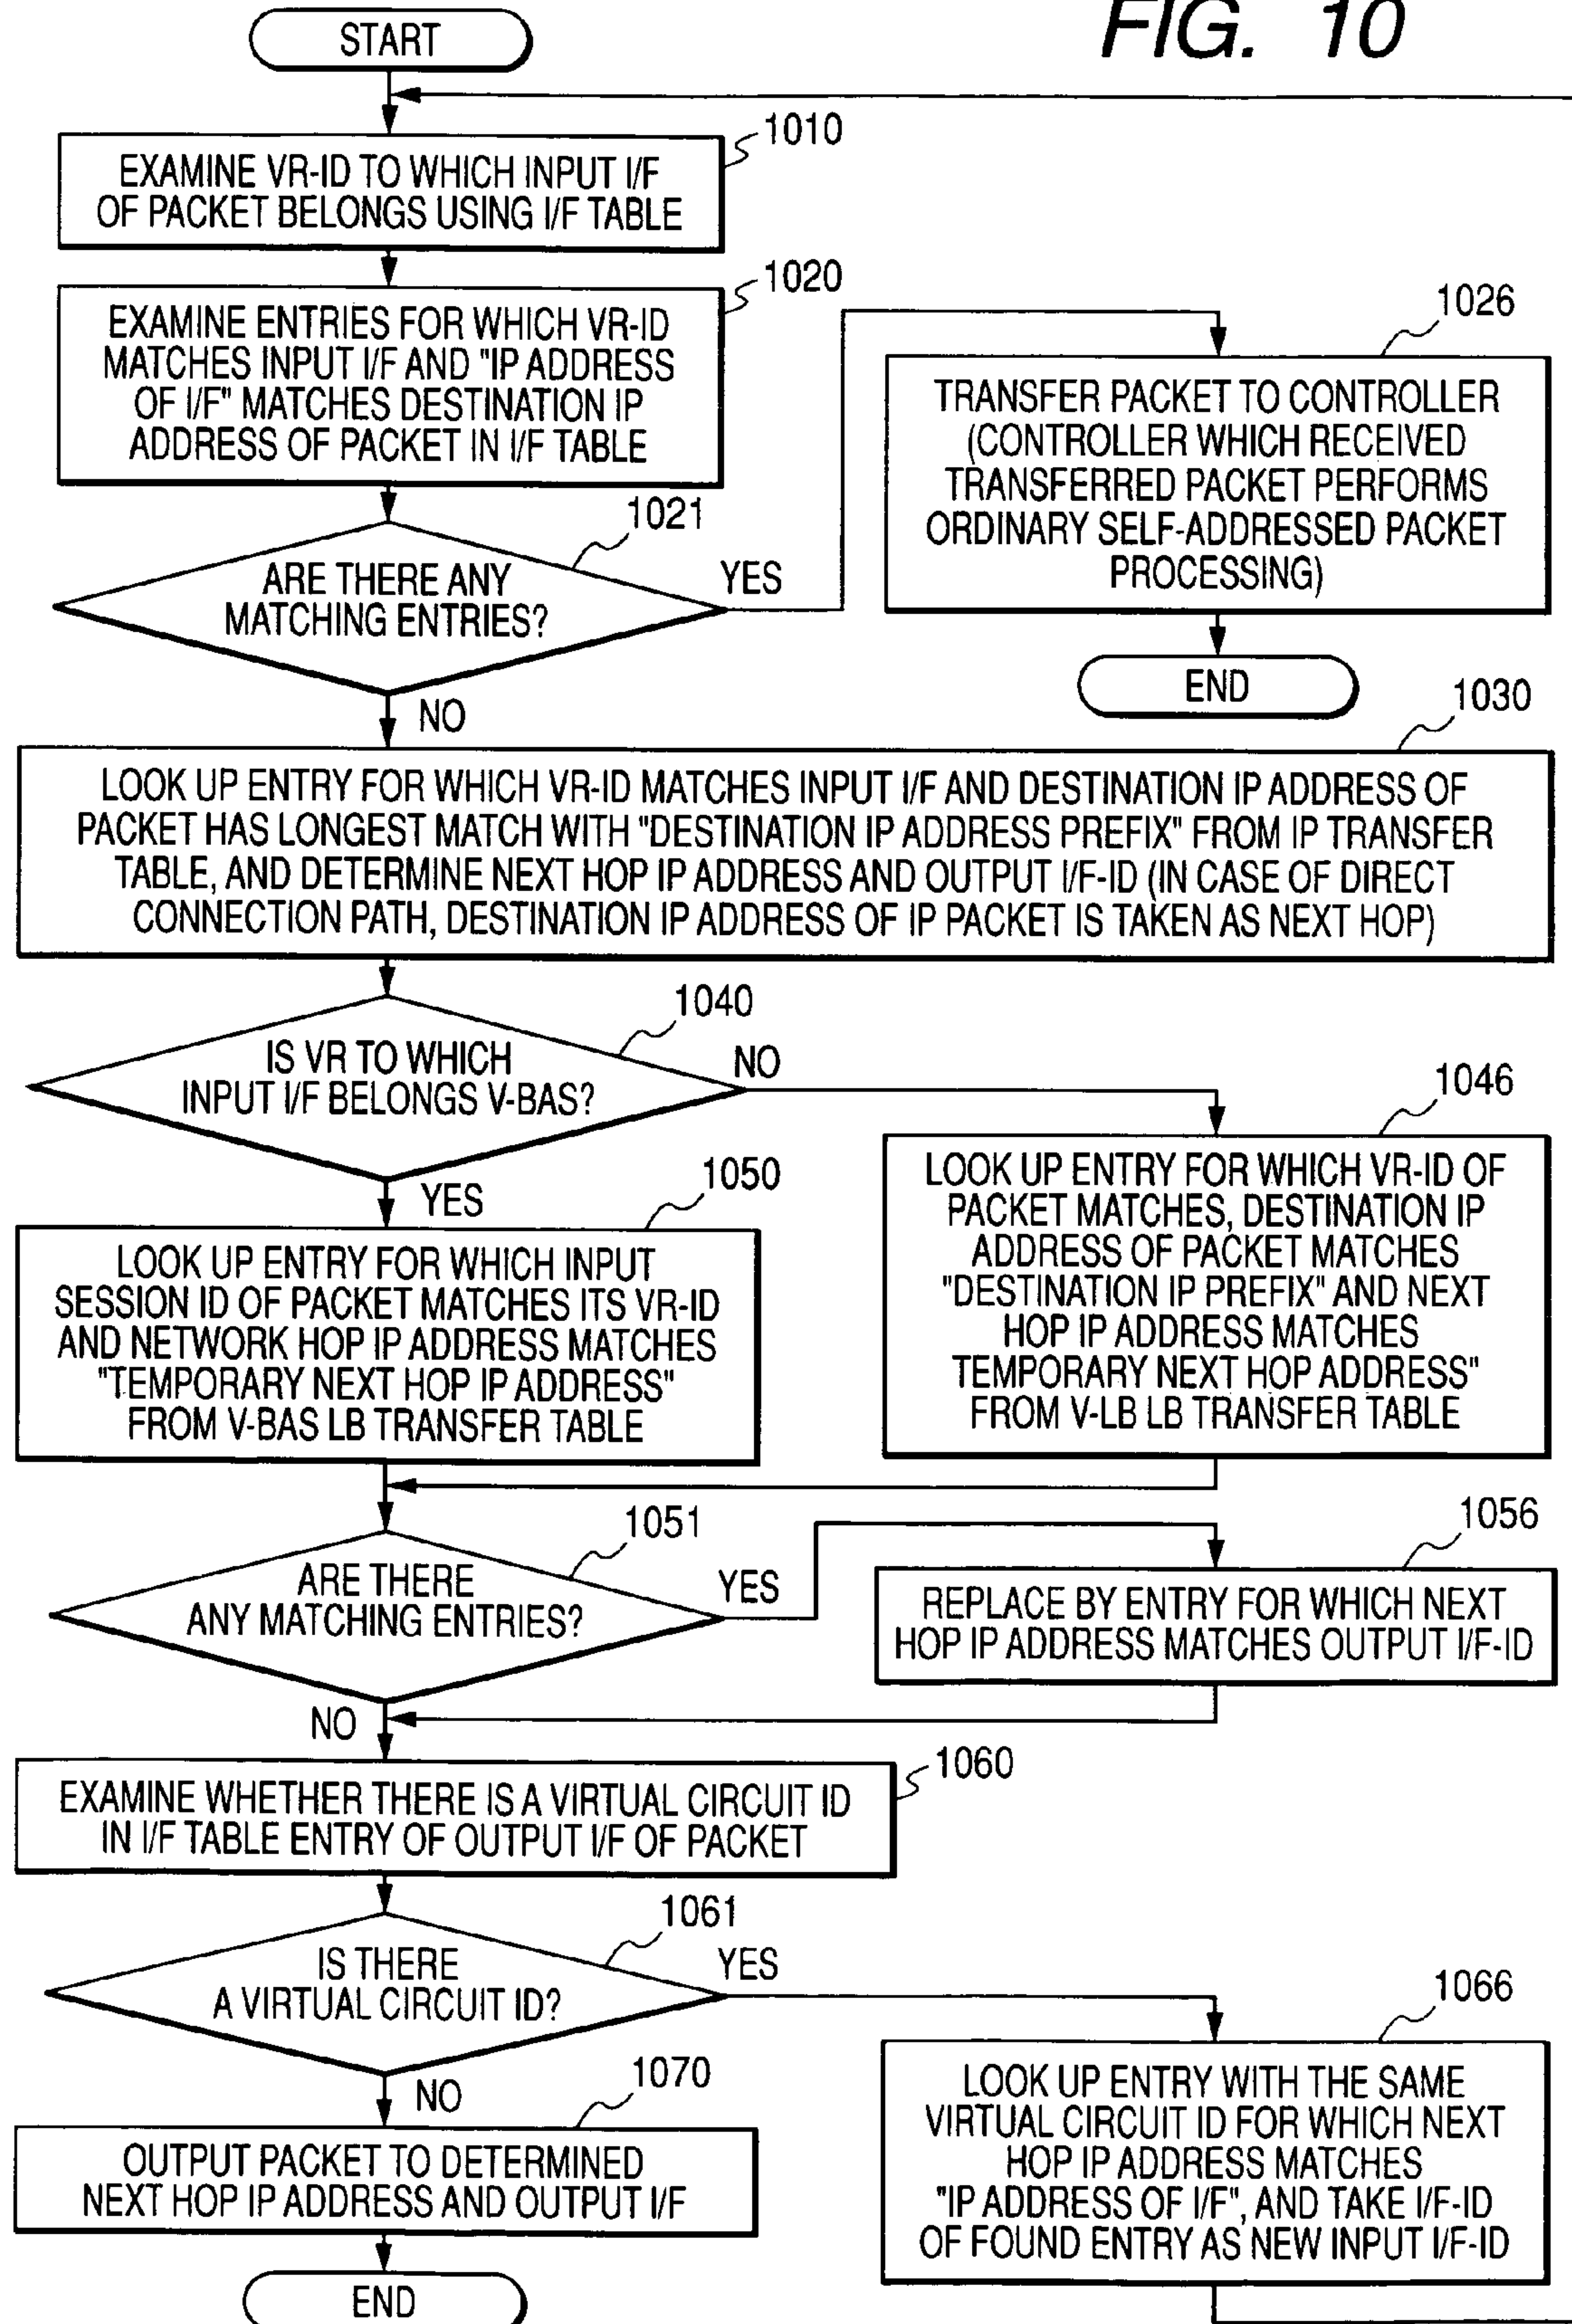 FIG. 10
START
1010
EXAMINE VR-ID TO WHICH INPUT I/F
OF PACKET BELONGS USING I/F TABLE
1020
EXAMINE ENTRIES FOR WHICH VR-ID
MATCHES INPUT I/F AND "IP ADDRESS
OF I/F" MATCHES DESTINATION IP
ADDRESS OF PACKET IN I/F TABLE
1021
ARE THERE ANY
MATCHING ENTRIES?
YES
1026
TRANSFER PACKET TO CONTROLLER
(CONTROLLER WHICH RECEIVED
TRANSFERRED PACKET PERFORMS
ORDINARY SELF-ADDRESSED PACKET
PROCESSING)
END
NO
1030
LOOK UP ENTRY FOR WHICH VR-ID MATCHES INPUT I/F AND DESTINATION IP ADDRESS OF
PACKET HAS LONGEST MATCH WITH "DESTINATION IP ADDRESS PREFIX" FROM IP TRANSFER
TABLE, AND DETERMINE NEXT HOP IP ADDRESS AND OUTPUT I/F-ID (IN CASE OF DIRECT
CONNECTION PATH, DESTINATION IP ADDRESS OF IP PACKET IS TAKEN AS NEXT HOP)
1040
IS VR TO WHICH
INPUT I/F BELONGS V-BAS?
NO
1046
LOOK UP ENTRY FOR WHICH VR-ID OF
PACKET MATCHES, DESTINATION IP
ADDRESS OF PACKET MATCHES
"DESTINATION IP PREFIX" AND NEXT
HOP IP ADDRESS MATCHES
TEMPORARY NEXT HOP ADDRESS"
FROM V-LB LB TRANSFER TABLE
YES
1050
LOOK UP ENTRY FOR WHICH INPUT
SESSION ID OF PACKET MATCHES ITS VR-ID
AND NETWORK HOP IP ADDRESS MATCHES
"TEMPORARY NEXT HOP IP ADDRESS"
FROM V-BAS LB TRANSFER TABLE
1051
ARE THERE
ANY MATCHING ENTRIES?
YES
1056
REPLACE BY ENTRY FOR WHICH NEXT
HOP IP ADDRESS MATCHES OUTPUT I/F-ID
NO
1060
EXAMINE WHETHER THERE IS A VIRTUAL CIRCUIT ID
IN I/F TABLE ENTRY OF OUTPUT I/F OF PACKET
1061
IS THERE
A VIRTUAL CIRCUIT ID?
YES
1066
LOOK UP ENTRY WITH THE SAME
VIRTUAL CIRCUIT ID FOR WHICH NEXT
HOP IP ADDRESS MATCHES
"IP ADDRESS OF I/F", AND TAKE I/F-ID
OF FOUND ENTRY AS NEW INPUT I/F-ID
NO
1070
OUTPUT PACKET TO DETERMINED
NEXT HOP IP ADDRESS AND OUTPUT I/F
END